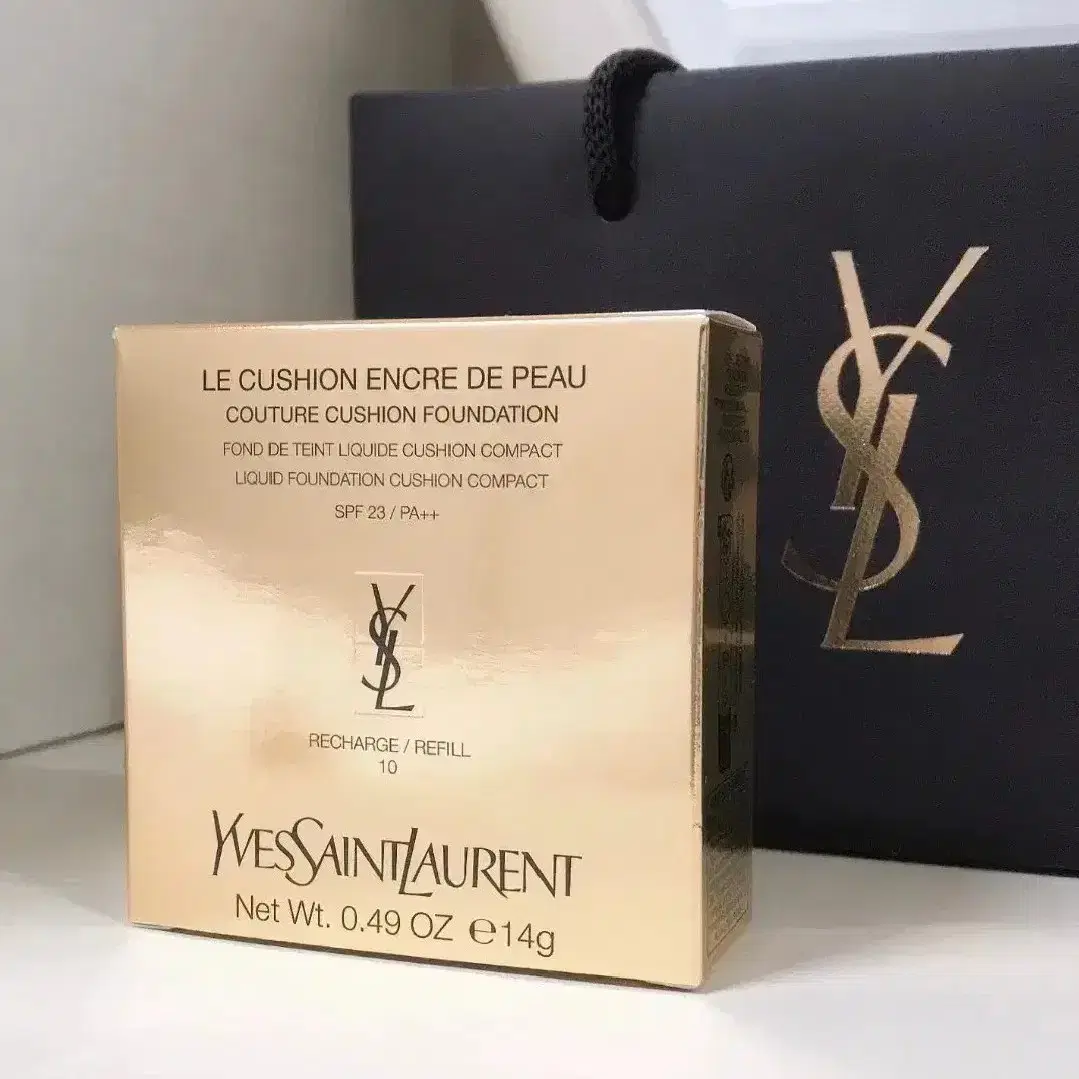 LE CUSHION ENCRE DE PEAU
COUTURE CUSHION FOUNDATION
FOND DE TEINT LIQUIDE CUSHION COMPACT
LIQUID FOUNDATION CUSHION COMPACT
SPF 23 / PA++
YSL
RECHARGE / REFILL
10
YVESSAINTLAURENT
Net Wt. 0.49 OZ ℮14g
YSL